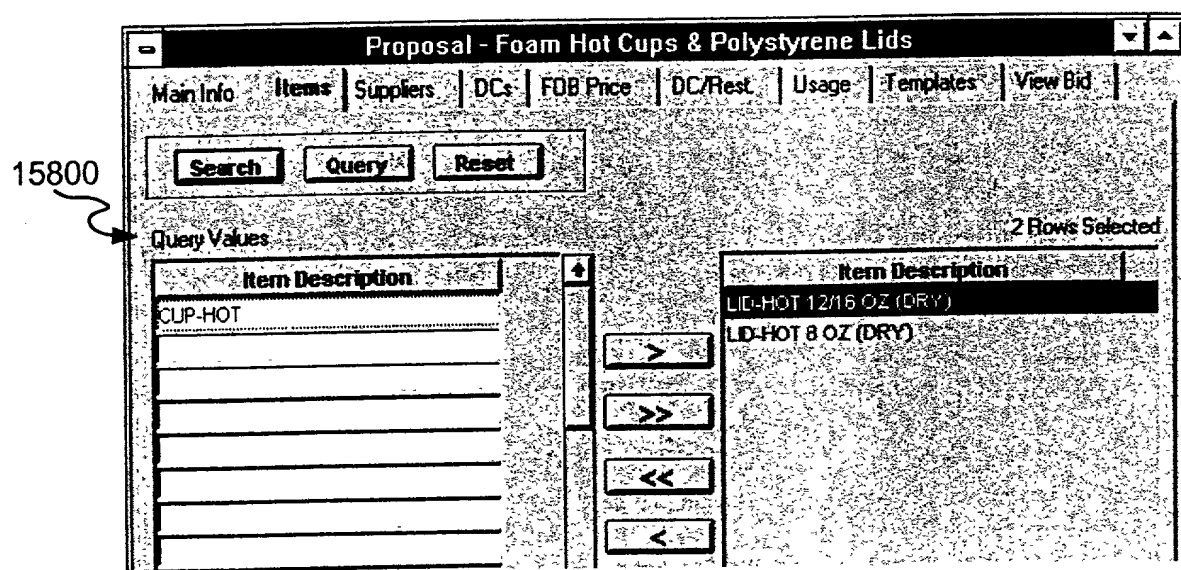 Proposal - Foam Hot Cups & Polystyrene Lids
Main Info Items Suppliers DCs FOB Price DC/Rest. Usage Templates View Bid
Search Query Reset
15800
Query Values 2 Rows Selected
Item Description Item Description
CUP-HOT LID-HOT 12/16 OZ (DRY)
LID-HOT 8 OZ (DRY)
>
>>
<<
<